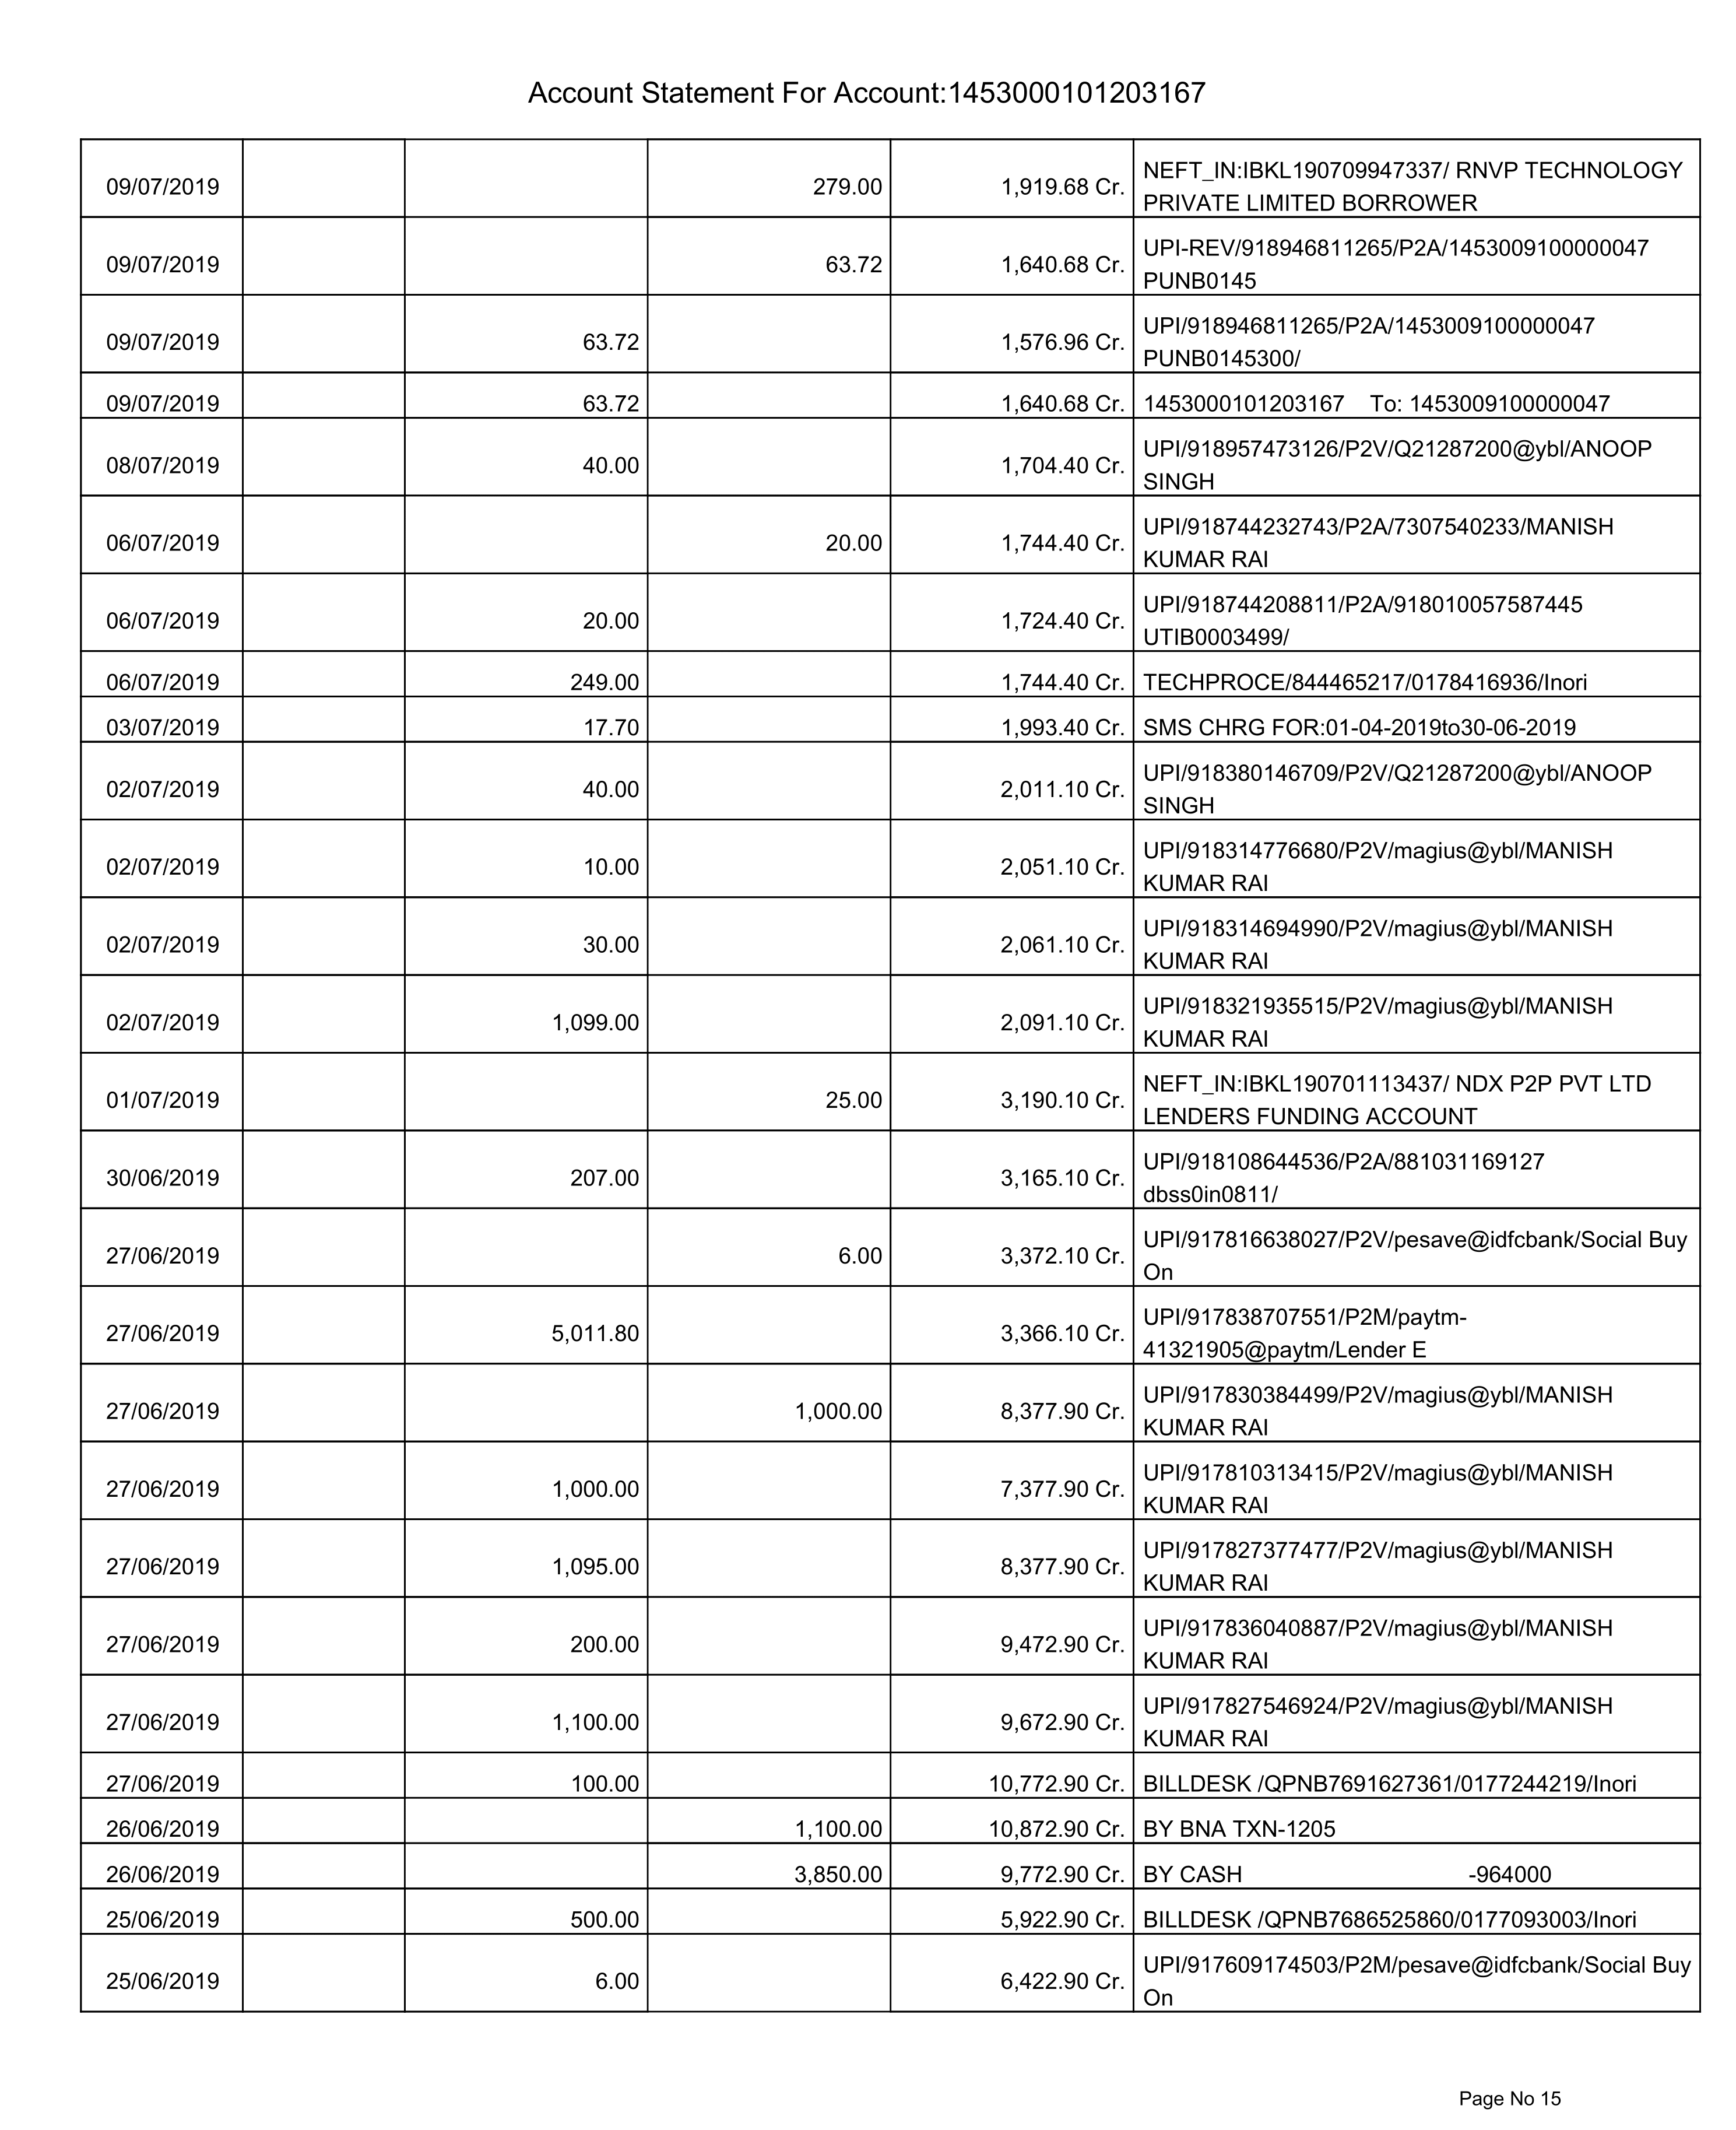 Account Statement For Account:1453000101203167
09/07/2019 279.00 1,919.68 Cr. NEFT_IN:IBKL190709947337/ RNVP TECHNOLOGY
PRIVATE LIMITED BORROWER
09/07/2019 63.72 1,640.68 Cr. UPI-REV/918946811265/P2A/1453009100000047
PUNB0145
09/07/2019 63.72 1,576.96 Cr. UPI/918946811265/P2A/1453009100000047
PUNB0145300/
09/07/2019 63.72 1,640.68 Cr. 1453000101203167 To: 1453009100000047
08/07/2019 40.00 1,704.40 Cr. UPI/918957473126/P2V/Q21287200@ybl/ANOOP
SINGH
06/07/2019 20.00 1,744.40 Cr. UPI/918744232743/P2A/7307540233/MANISH
KUMAR RAI
06/07/2019 20.00 1,724.40 Cr. UPI/918744208811/P2A/918010057587445
UTIB0003499/
06/07/2019 249.00 1,744.40 Cr. TECHPROCE/844465217/0178416936/Inori
03/07/2019 17.70 1,993.40 Cr. SMS CHRG FOR:01-04-2019to30-06-2019
02/07/2019 40.00 2,011.10 Cr. UPI/918380146709/P2V/Q21287200@ybl/ANOOP
SINGH
02/07/2019 10.00 2,051.10 Cr. UPI/918314776680/P2V/magius@ybl/MANISH
KUMAR RAI
02/07/2019 30.00 2,061.10 Cr. UPI/918314694990/P2V/magius@ybl/MANISH
KUMAR RAI
02/07/2019 1,099.00 2,091.10 Cr. UPI/918321935515/P2V/magius@ybl/MANISH
KUMAR RAI
01/07/2019 25.00 3,190.10 Cr. NEFT_IN:IBKL190701113437/ NDX P2P PVT LTD
LENDERS FUNDING ACCOUNT
30/06/2019 207.00 3,165.10 Cr. UPI/918108644536/P2A/881031169127
dbss0in0811/
27/06/2019 6.00 3,372.10 Cr. UPI/917816638027/P2V/pesave@idfcbank/Social Buy
On
27/06/2019 5,011.80 3,366.10 Cr. UPI/917838707551/P2M/paytm-
41321905@paytm/Lender E
27/06/2019 1,000.00 8,377.90 Cr. UPI/917830384499/P2V/magius@ybl/MANISH
KUMAR RAI
27/06/2019 1,000.00 7,377.90 Cr. UPI/917810313415/P2V/magius@ybl/MANISH
KUMAR RAI
27/06/2019 1,095.00 8,377.90 Cr. UPI/917827377477/P2V/magius@ybl/MANISH
KUMAR RAI
27/06/2019 200.00 9,472.90 Cr. UPI/917836040887/P2V/magius@ybl/MANISH
KUMAR RAI
27/06/2019 1,100.00 9,672.90 Cr. UPI/917827546924/P2V/magius@ybl/MANISH
KUMAR RAI
27/06/2019 100.00 10,772.90 Cr. BILLDESK /QPNB7691627361/0177244219/Inori
26/06/2019 1,100.00 10,872.90 Cr. BY BNA TXN-1205
26/06/2019 3,850.00 9,772.90 Cr. BY CASH -964000
25/06/2019 500.00 5,922.90 Cr. BILLDESK /QPNB7686525860/0177093003/Inori
25/06/2019 6.00 6,422.90 Cr. UPI/917609174503/P2M/pesave@idfcbank/Social Buy
On
Page No 15